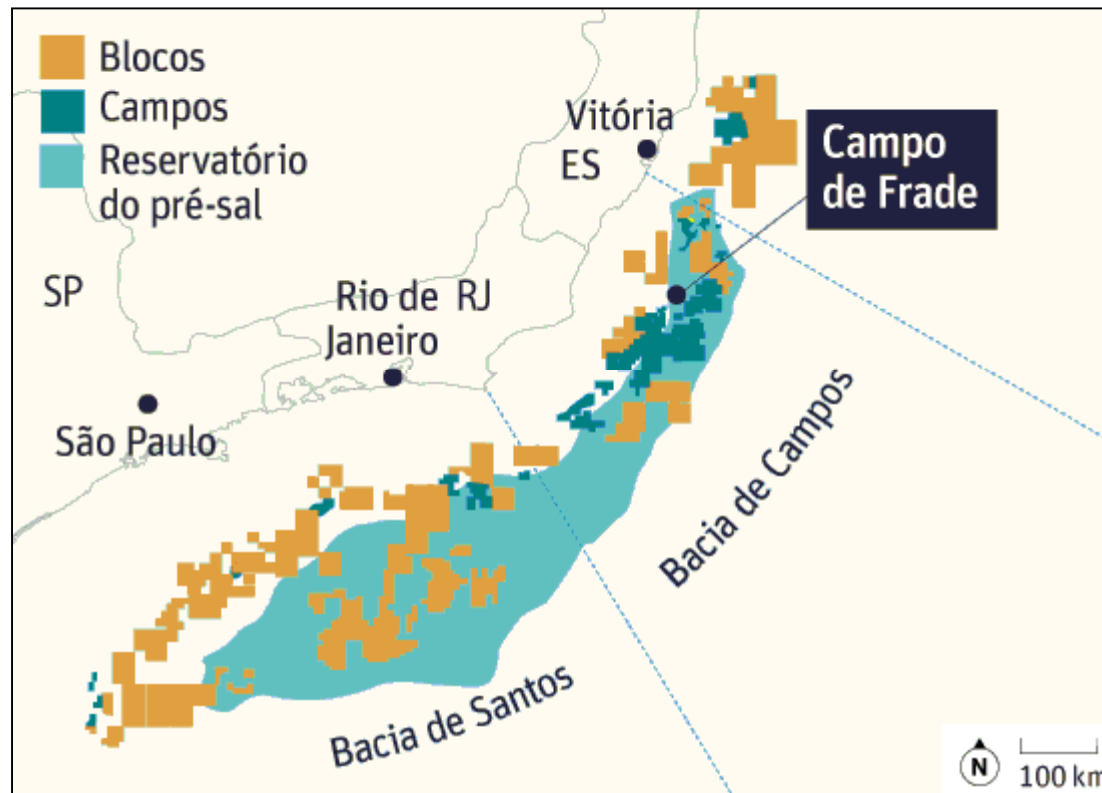 Blocos
Campos
Reservatório
do pré-sal
Vitória
ES
Campo
de Frade
SP
Rio de RJ
Janeiro
São Paulo
Bacia de Campos
Bacia de Santos
N
100 km